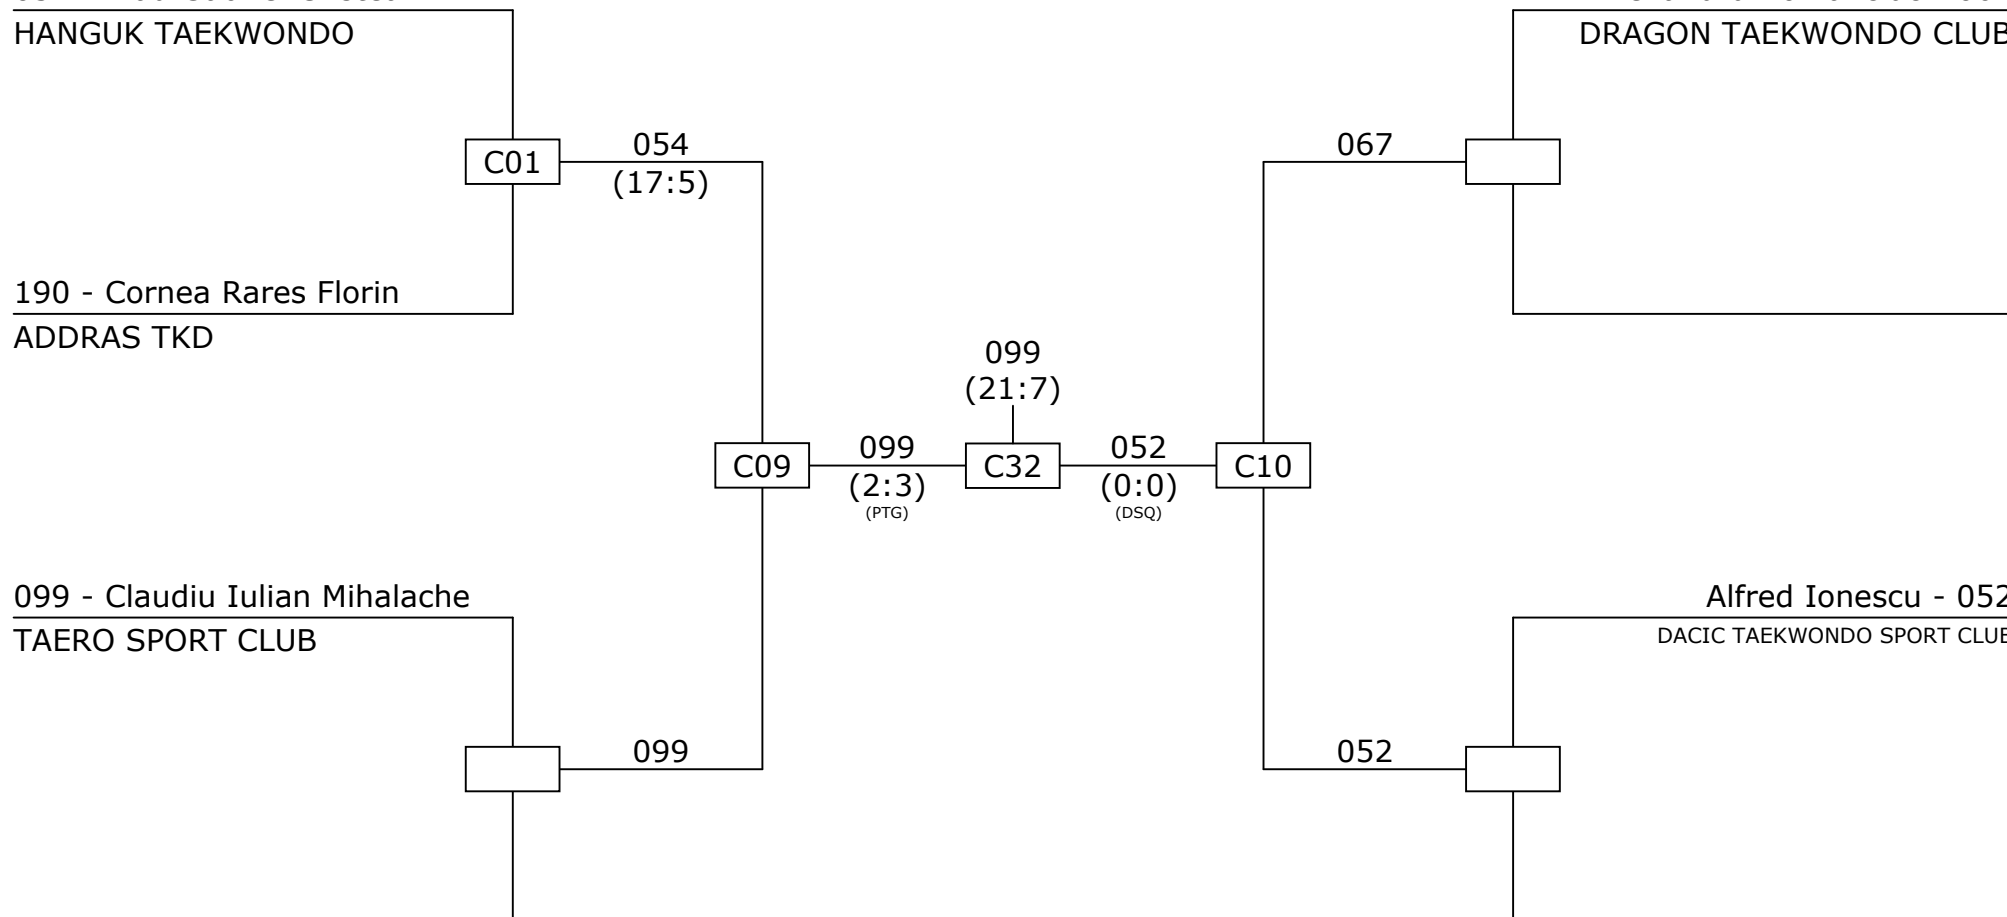 HANGUK TAEKWONDO
DRAGON TAEKWONDO CLUB
054
067
C01
(17:5)
190 - Cornea Rares Florin
ADDRAS TKD
099
(21:7)
099
052
C09
C32
C10
(2:3)
(0:0)
(PTG)
(DSQ)
099 - Claudiu Iulian Mihalache
Alfred Ionescu - 052
TAERO SPORT CLUB
DACIC TAEKWONDO SPORT CLUB
099
052